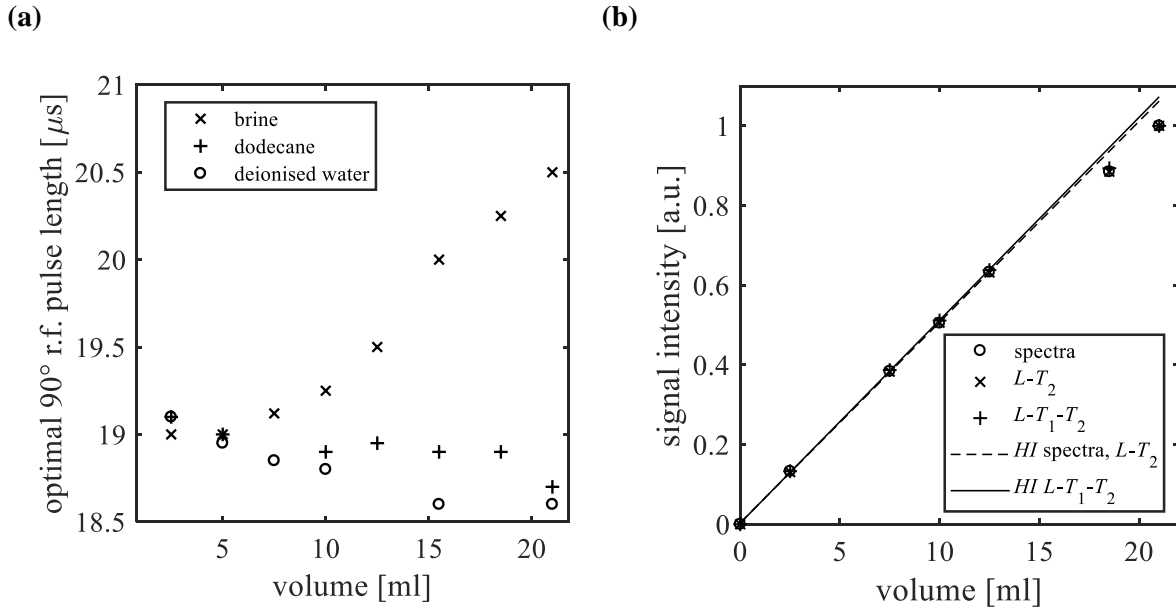 (a)
21
20.5
20
19.5
19
18.5
5
10
15
20
optimal 90° r.f. pulse length [μs]
volume [ml]
brine
dodecane
deionised water
(b)
1
0.8
0.6
0.4
0.2
0
0
5
10
15
20
signal intensity [a.u.]
volume [ml]
spectra
L-T₂
L-T₁-T₂
HI spectra, L-T₂
HI L-T₁-T₂